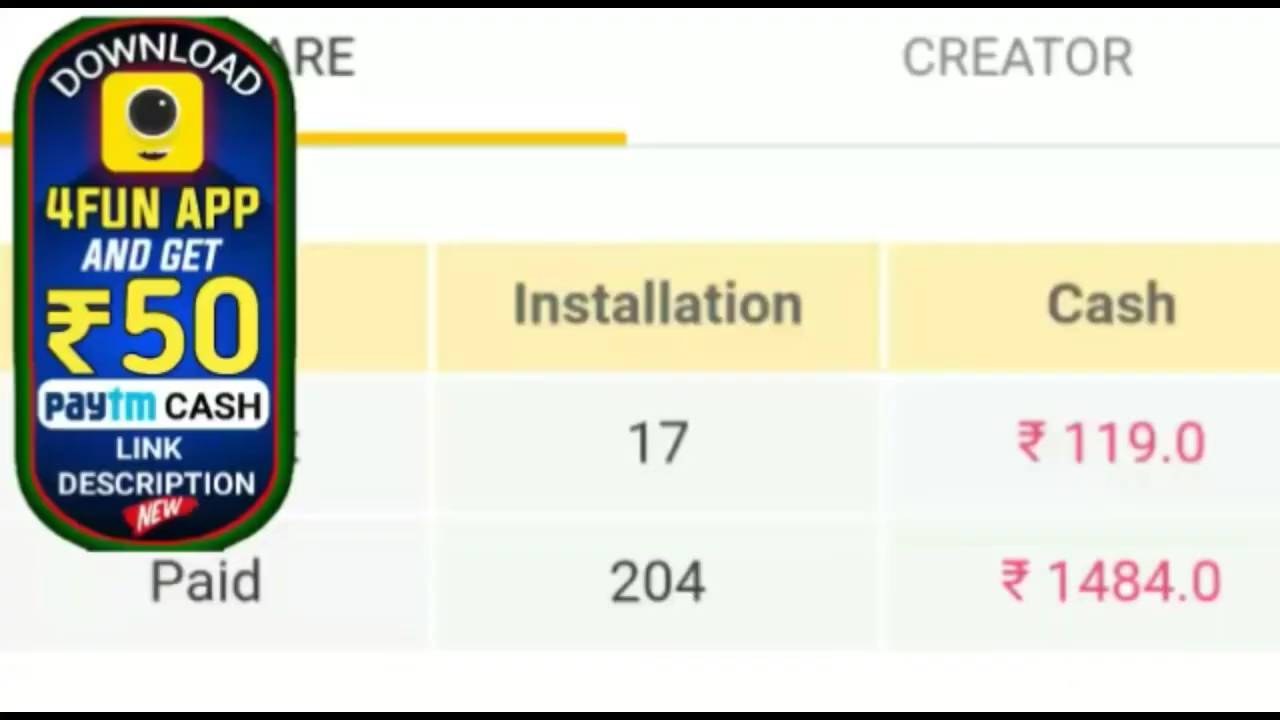 DOWNLOAD
4FUN APP
AND GET
₹50
paytm CASH
LINK
DESCRIPTION
NEW
ARE CREATOR
Installation Cash
17 ₹ 119.0
Paid 204 ₹ 1484.0